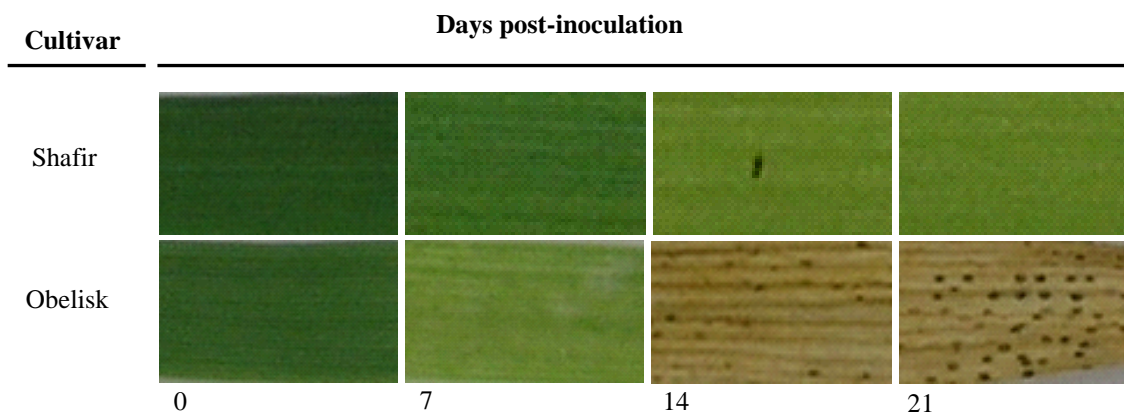 Days post-inoculation
Cultivar
Shafir
Obelisk
0 7 14 21